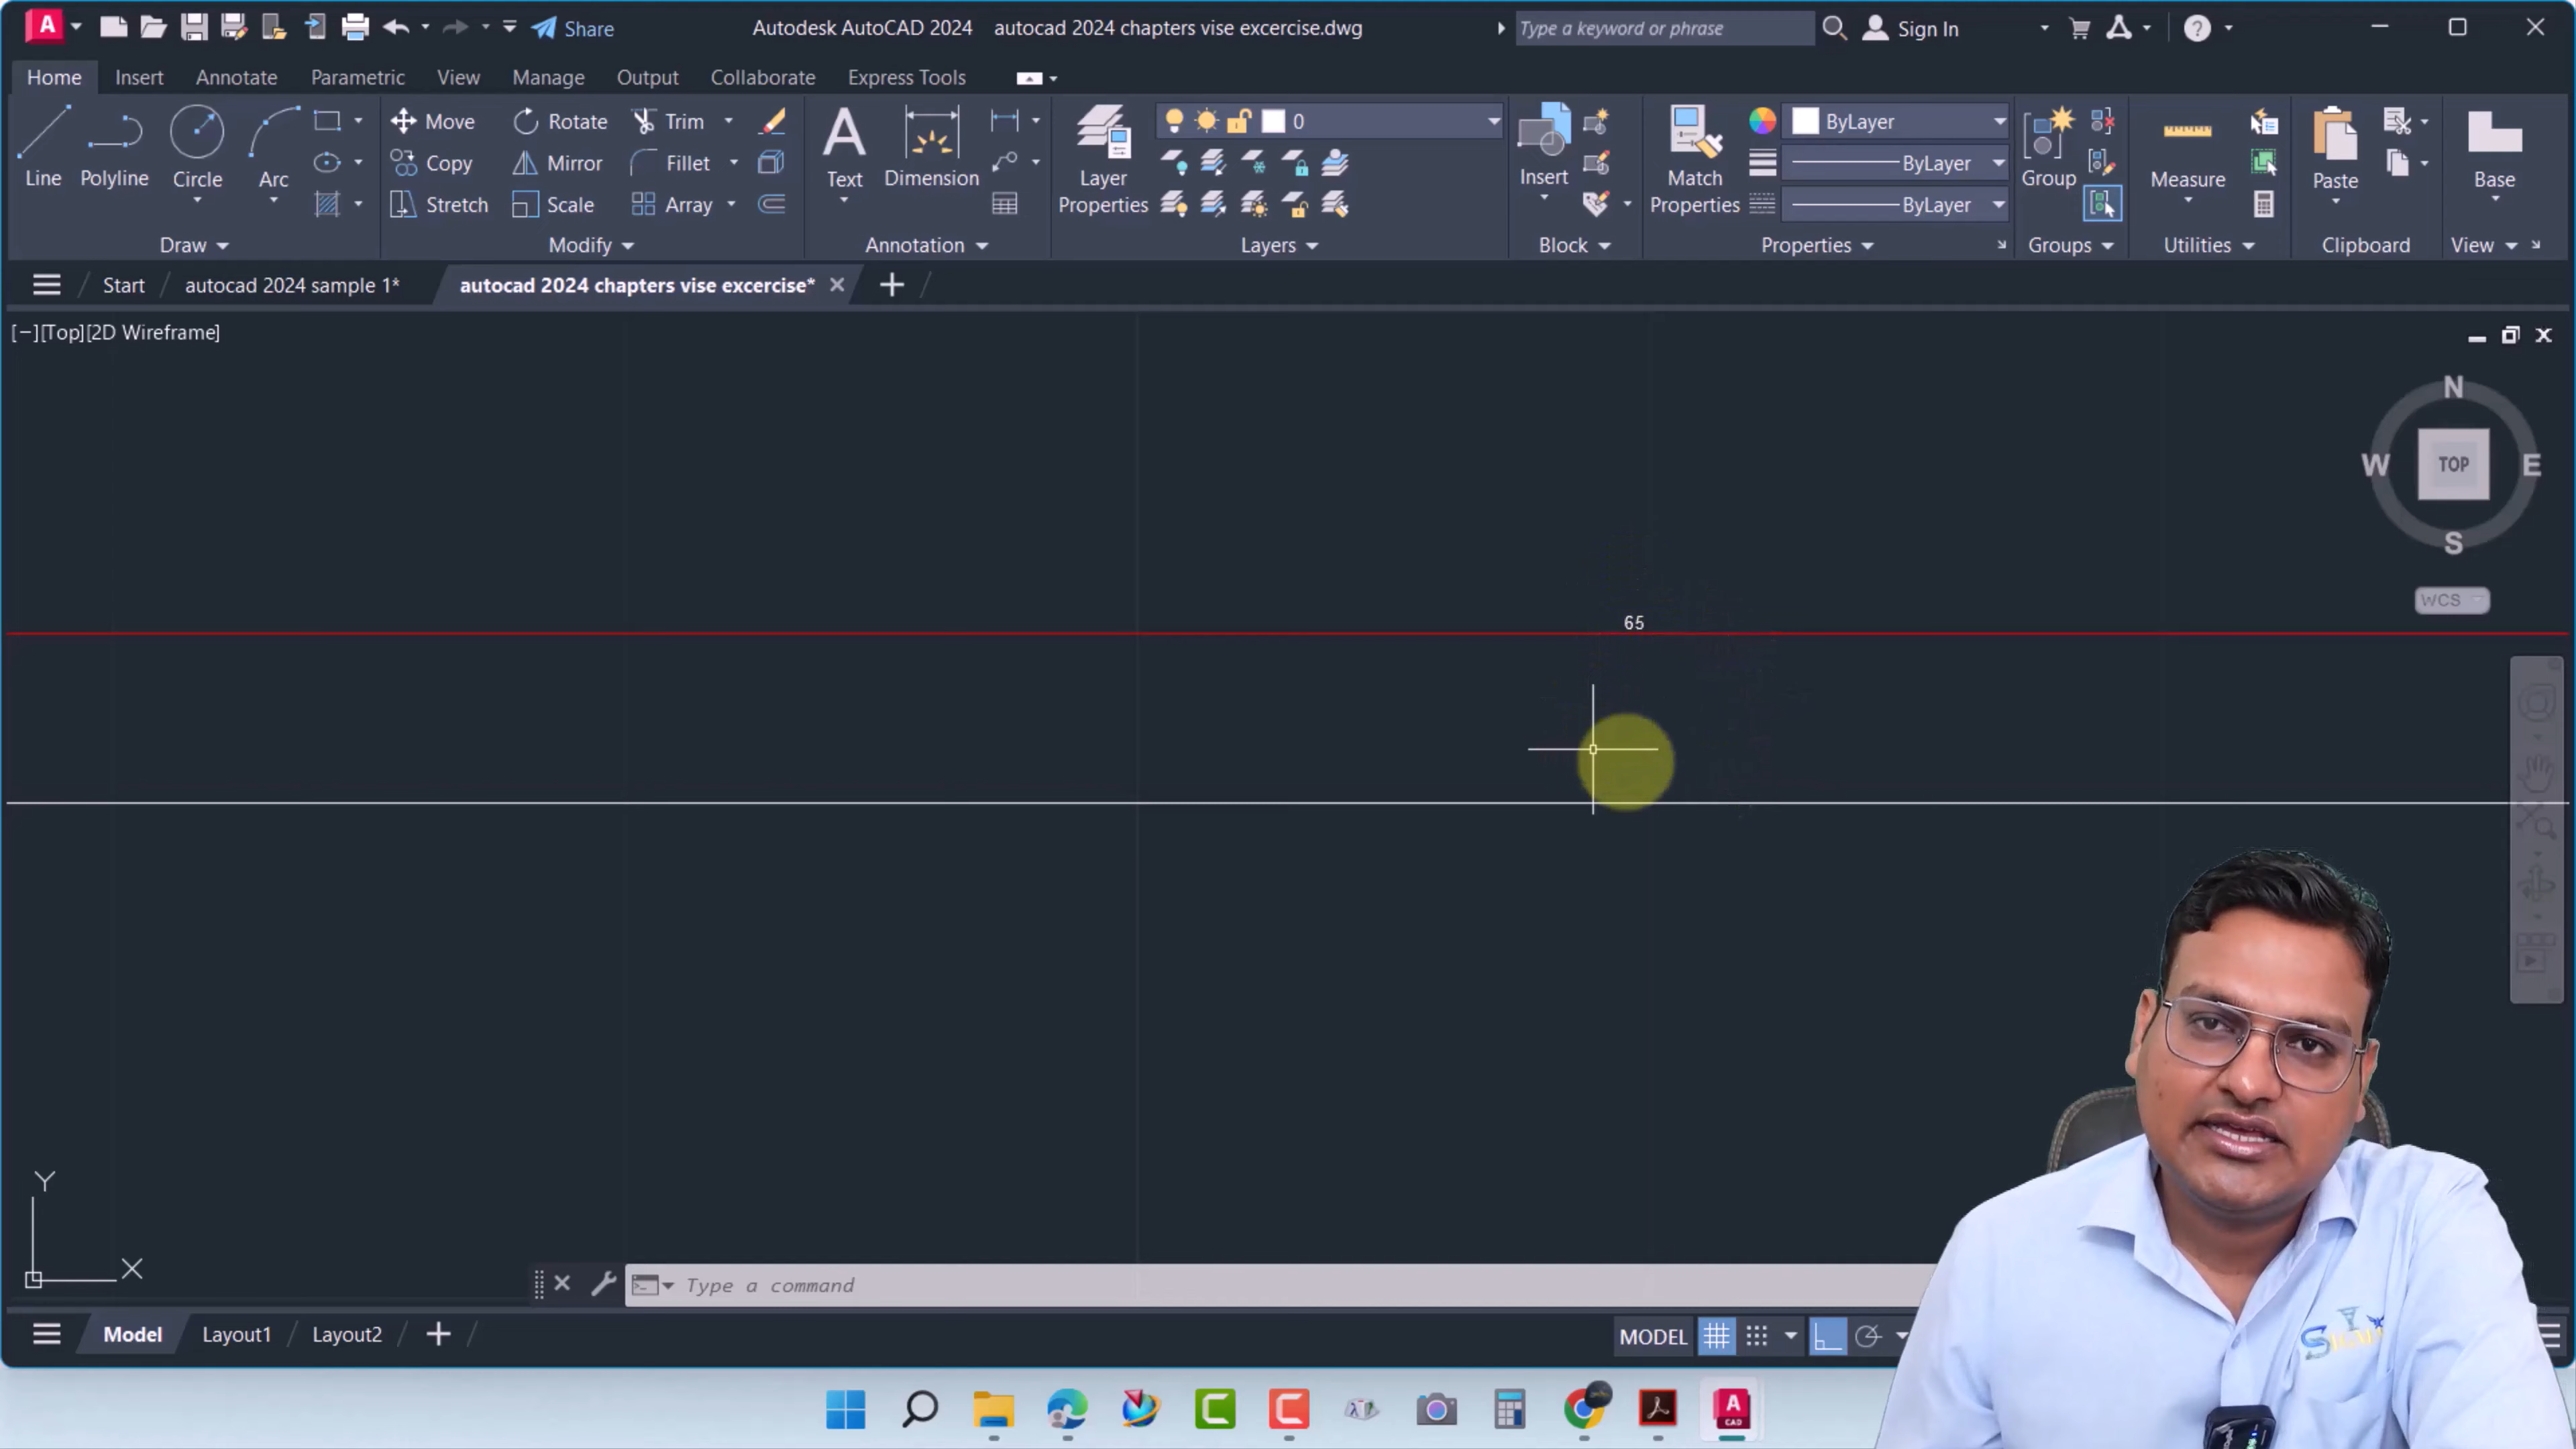 A Share Autodesk AutoCAD 2024 autocad 2024 chapters vise excercise.dwg Type a keyword or phrase Sign In
Home Insert Annotate Parametric View Manage Output Collaborate Express Tools
Line Polyline Circle Arc Move Rotate Trim
Copy Mirror Fillet
Stretch Scale Array
Text Dimension
Layer Properties 0
Insert
Match Properties ByLayer
ByLayer
ByLayer
Group Measure Paste Base
Draw Modify Annotation Layers Block Properties Groups Utilities Clipboard View
Start autocad 2024 sample 1* autocad 2024 chapters vise excercise*
[−][Top][2D Wireframe]
N
W TOP E
S
WCS
65
Y
X
Type a command
Model Layout1 Layout2 MODEL
A
CAD